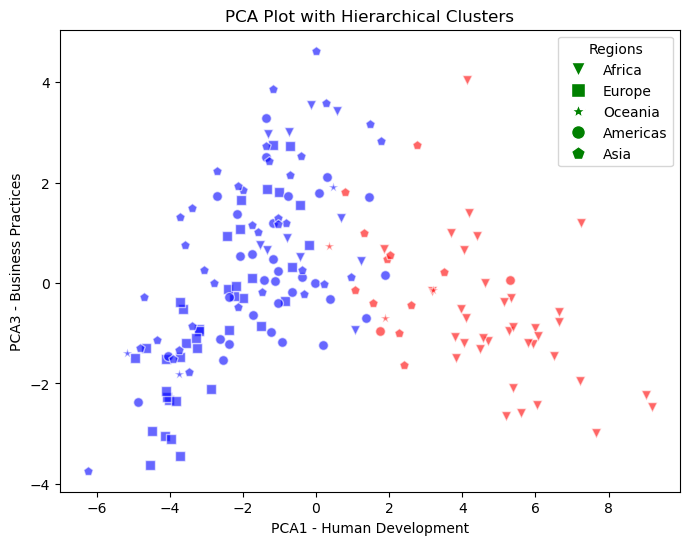 PCA Plot with Hierarchical Clusters
Regions
Africa
Europe
Oceania
Americas
Asia
4
2
0
−2
−4
PCA3 - Business Practices
−6 −4 −2 0 2 4 6 8
PCA1 - Human Development